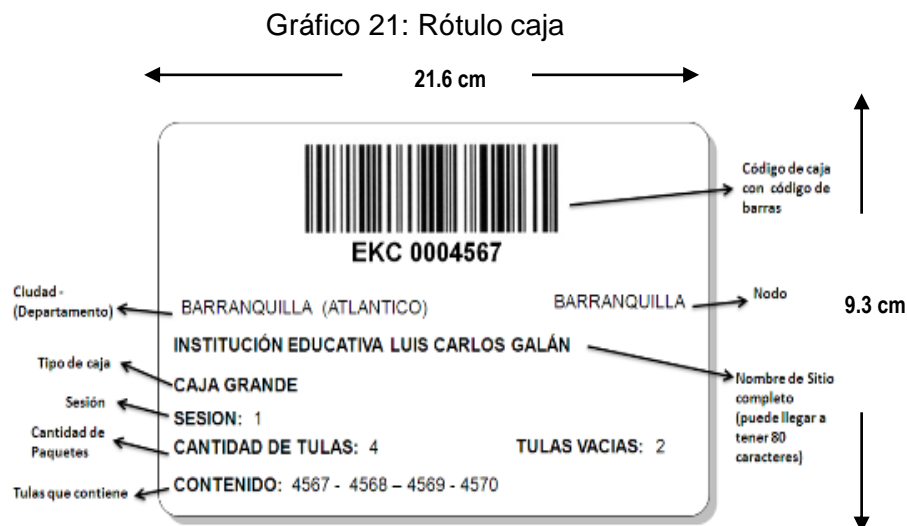 Gráfico 21: Rótulo caja
21.6 cm
Código de caja
con código de
barras
EKC 0004567
Ciudad -
(Departamento)
BARRANQUILLA (ATLANTICO)
BARRANQUILLA
Nodo
9.3 cm
INSTITUCIÓN EDUCATIVA LUIS CARLOS GALÁN
Tipo de caja
CAJA GRANDE
Nombre de Sitio
completo
(puede llegar a
tener 80
caracteres)
Sesión
SESION: 1
Cantidad de
Paquetes
CANTIDAD DE TULAS: 4
TULAS VACIAS: 2
Tulas que contiene
CONTENIDO: 4567 - 4568 – 4569 - 4570